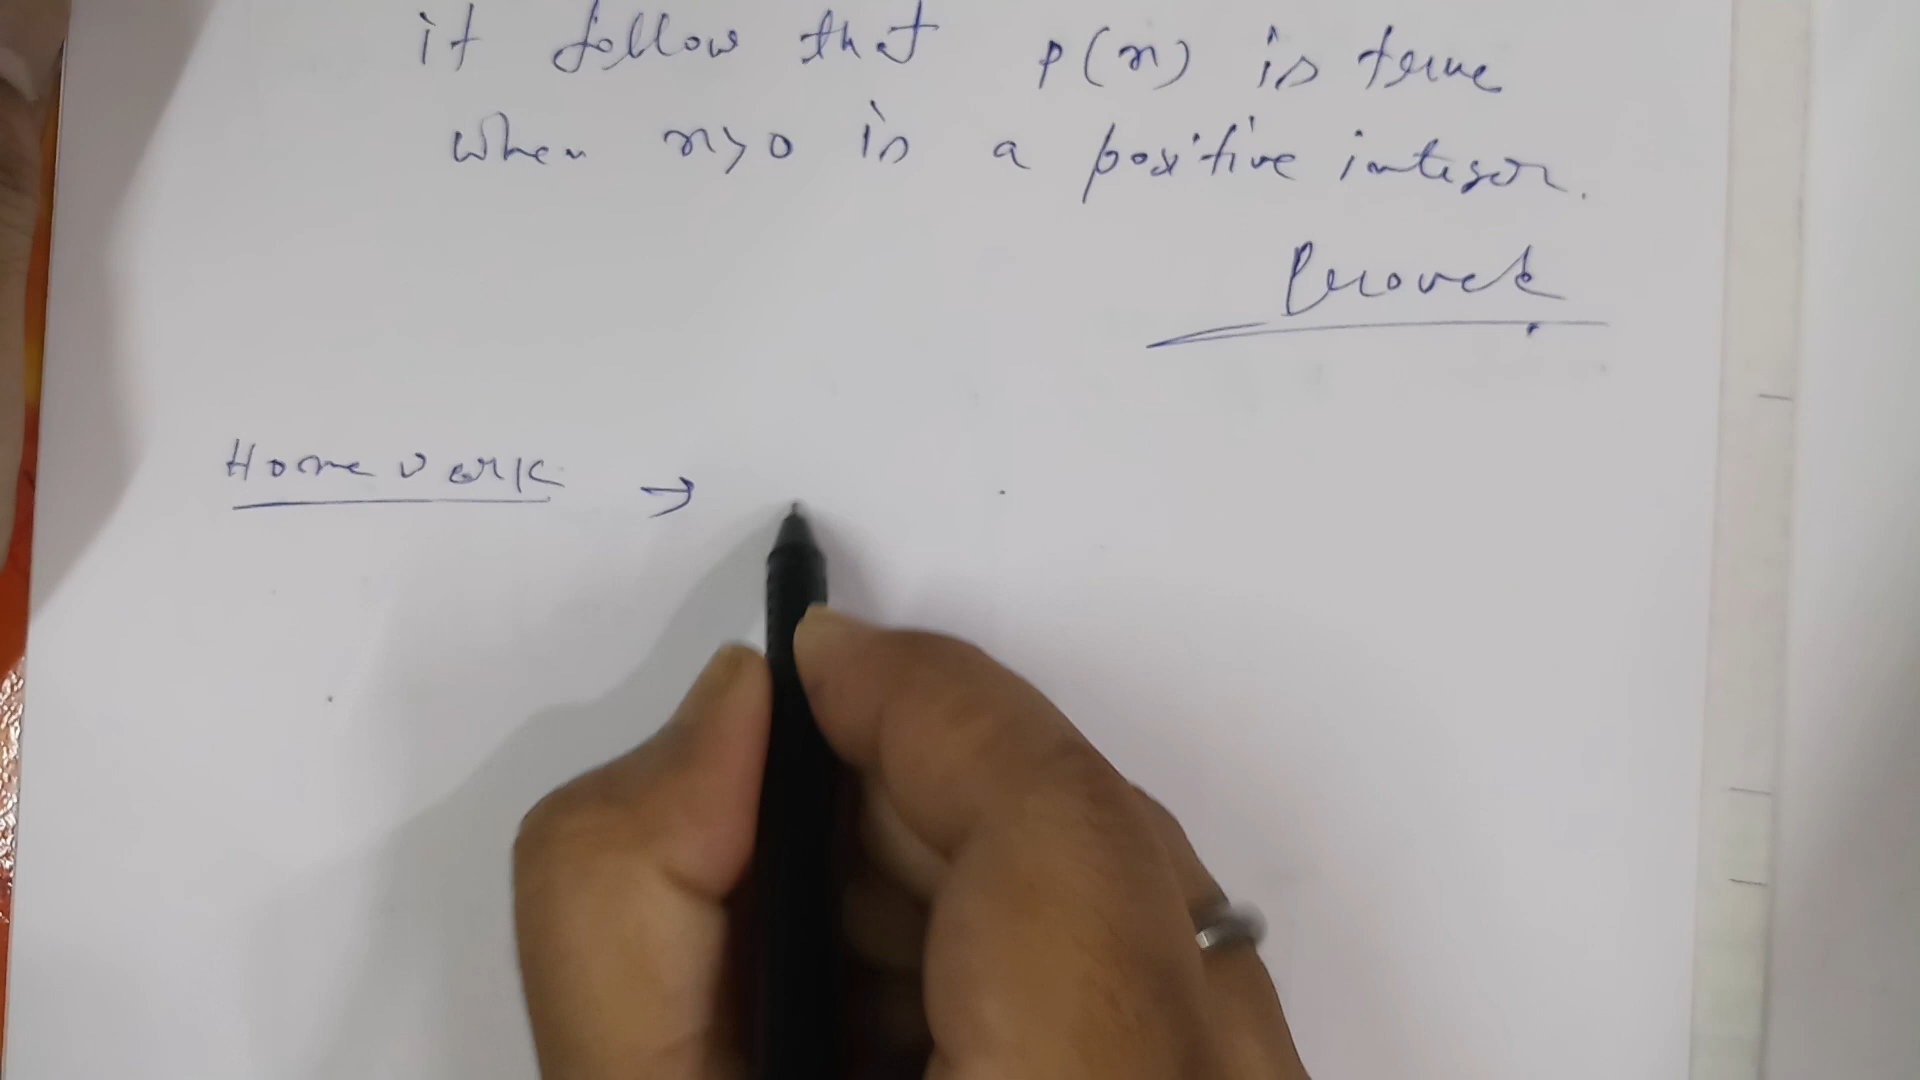 it follow that P(n) is true
when n>0 is a positive integer.
Proved
Homework →